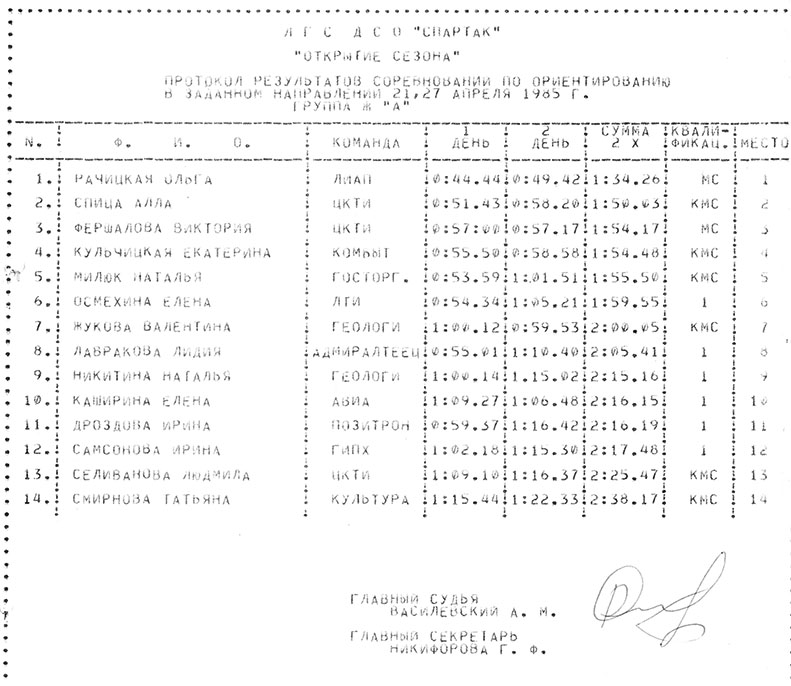 Л Г С Д С О "СПАРТАК"
"ОТКРЫТИЕ СЕЗОНА"
ПРОТОКОЛ РЕЗУЛЬТАТОВ СОРЕВНОВАНИИ ПО ОРИЕНТИРОВАНИЮ
В ЗАДАННОМ НАПРАВЛЕНИИ 21,27 АПРЕЛЯ 1985 Г.
ГРУППА Ж "А"
N. Ф. И. О. КОМАНДА 1 ДЕНЬ 2 ДЕНЬ СУММА 2 Х КВАЛИ-ФИКАЦ. МЕСТО
1. РАЧИЦКАЯ ОЛЬГА ЛИАП 0:44.44 0:49.42 1:34.26 МС 1
2. СПИЦА АЛЛА ЦКТИ 0:51.43 0:58.20 1:50.03 КМС 2
3. ФЕРШАЛОВА ВИКТОРИЯ ЦКТИ 0:57:00 0:57.17 1:54.17 МС 3
4. КУЛЬЧИЦКАЯ ЕКАТЕРИНА КОМБЫТ 0:55.50 0:58.58 1:54.48 КМС 4
5. МИЛЮК НАТАЛЬЯ ГОСТОРГ. 0:53.59 1:01.51 1:55.50 КМС 5
6. ОСМЕХИНА ЕЛЕНА ЛТИ 0:54.34 1:05.21 1:59.55 1 6
7. ЖУКОВА ВАЛЕНТИНА ГЕОЛОГИ 1:00.12 0:59.53 2:00.05 КМС 7
8. ЛАВРАКОВА ЛИДИЯ АДМИРАЛТЕЕЦ 0:55.01 1:10.40 2:05.41 1 8
9. НИКИТИНА НАТАЛЬЯ ГЕОЛОГИ 1:00.14 1.15.02 2:15.16 1 9
10. КАШИРИНА ЕЛЕНА АВИА 1:09.27 1:06.48 2:16.15 1 10
11. ДРОЗДОВА ИРИНА ПОЗИТРОН 0:59.37 1:16.42 2:16.19 1 11
12. САМСОНОВА ИРИНА ГИПХ 1:02.18 1:15.30 2:17.48 1 12
13. СЕЛИВАНОВА ЛЮДМИЛА ЦКТИ 1:09.10 1:16.37 2:25.47 КМС 13
14. СМИРНОВА ТАТЬЯНА КУЛЬТУРА 1:15.44 1:22.33 2:38.17 КМС 14
ГЛАВНЫЙ СУДЬЯ
ВАСИЛЕВСКИЙ А. М.
ГЛАВНЫЙ СЕКРЕТАРЬ
НИКИФОРОВА Г. Ф.